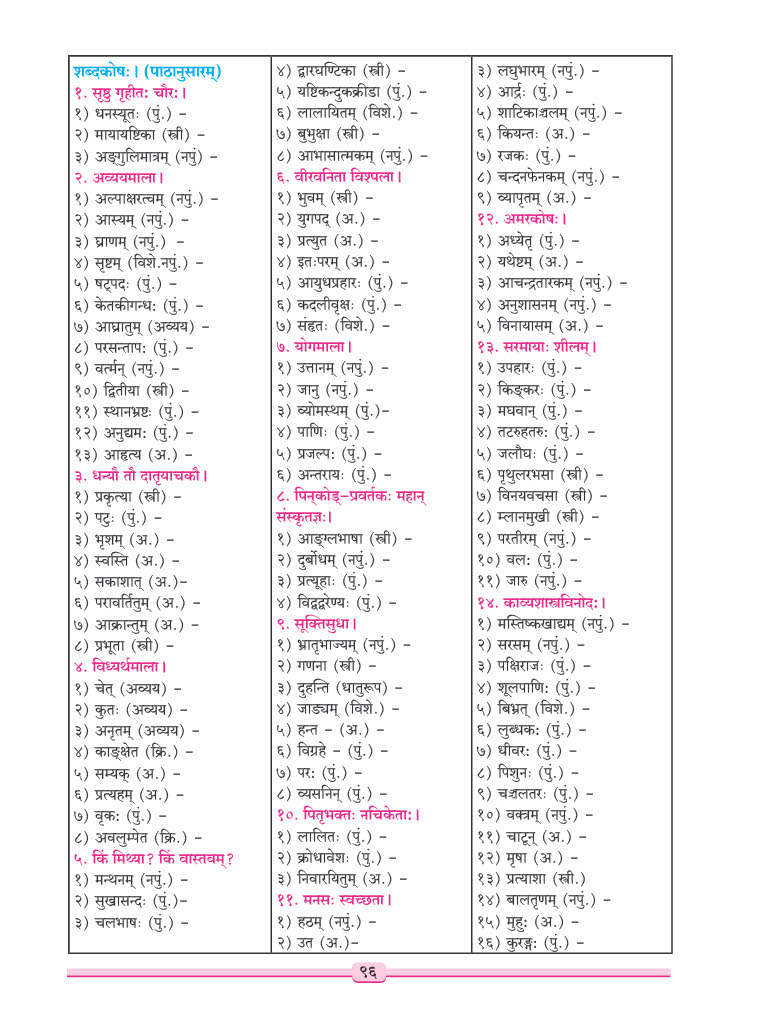 शब्दकोषः। (पाठानुसारम्)
१. सृष्ठु गृहीतः चौरः।
१) धनस्यूतः (पुं.) –
२) मायायष्टिका (स्त्री) –
३) अङ्गुलिमात्रम् (नपुं) –
२. अव्ययमाला।
१) अल्पाक्षरत्वम् (नपुं.) –
२) आस्यम् (नपुं.) –
३) घ्राणम् (नपुं.) –
४) सृष्टम् (विशे.नपुं.) –
५) षट्पदः (पुं.) –
६) केतकीगन्धः (पुं.) –
७) आघ्रातुम् (अव्यय) –
८) परसन्तापः (पुं.) –
९) वर्त्मन् (नपुं.) –
१०) द्वितीया (स्त्री) –
११) स्थानभ्रष्टः (पुं.) –
१२) अनुद्यमः (पुं.) –
१३) आहृत्य (अ.) –
३. धन्यौ तौ दातृयाचकौ।
१) प्रकृत्या (स्त्री) –
२) पटुः (पुं.) –
३) भृशम् (अ.) –
४) स्वस्ति (अ.) –
५) सकाशात् (अ.)–
६) परावर्तितुम् (अ.) –
७) आक्रान्तुम् (अ.) –
८) प्रभूता (स्त्री) –
४. विध्यर्थमाला।
१) चेत् (अव्यय) –
२) कुतः (अव्यय) –
३) अनृतम् (अव्यय) –
४) काङ्क्षेत (क्रि.) –
५) सम्यक् (अ.) –
६) प्रत्यहम् (अ.) –
७) वृकः (पुं.) –
८) अवलुम्पेत (क्रि.) –
५. किं मिथ्या? किं वास्तवम्?
१) मन्थनम् (नपुं.) –
२) सुखासन्दः (पुं.)–
३) चलभाषः (पुं.) –
४) द्वारघण्टिका (स्त्री) –
५) यष्टिकन्दुकक्रीडा (पुं.) –
६) लालायितम् (विशे.) –
७) बुभुक्षा (स्त्री) –
८) आभासात्मकम् (नपुं.) –
६. वीरवनिता विश्पला।
१) भुवम् (स्त्री) –
२) युगपद् (अ.) –
३) प्रत्युत (अ.) –
४) इतःपरम् (अ.) –
५) आयुधप्रहारः (पुं.) –
६) कदलीवृक्षः (पुं.) –
७) संहृतः (विशे.) –
७. योगमाला।
१) उत्तानम् (नपुं.) –
२) जानु (नपुं.) –
३) व्योमस्थम् (पुं.)–
४) पाणिः (पुं.) –
५) प्रजल्पः (पुं.) –
६) अन्तरायः (पुं.) –
८. पिन्कोड्–प्रवर्तकः महान्
संस्कृतज्ञः।
१) आङ्ग्लभाषा (स्त्री) –
२) दुर्बोधम् (नपुं.) –
३) प्रत्यूहाः (पुं.) –
४) विद्वद्वरेण्यः (पुं.) –
९. सूक्तिसुधा।
१) भ्रातृभाज्यम् (नपुं.) –
२) गणना (स्त्री) –
३) दुहन्ति (धातुरूप) –
४) जाड्यम् (विशे.) –
५) हन्त – (अ.) –
६) विग्रहे – (पुं.) –
७) परः (पुं.) –
८) व्यसनिन् (पुं.) –
१०. पितृभक्तः नचिकेताः।
१) लालितः (पुं.) –
२) क्रोधावेशः (पुं.) –
३) निवारयितुम् (अ.) –
११. मनसः स्वच्छता।
१) हठम् (नपुं.) –
२) उत (अ.)–
३) लघुभारम् (नपुं.) –
४) आर्द्रः (पुं.) –
५) शाटिकाञ्चलम् (नपुं.) –
६) कियन्तः (अ.) –
७) रजकः (पुं.) –
८) चन्दनफेनकम् (नपुं.) –
९) व्यापृतम् (अ.) –
१२. अमरकोषः।
१) अध्येतृ (पुं.) –
२) यथेष्टम् (अ.) –
३) आचन्द्रतारकम् (नपुं.) –
४) अनुशासनम् (नपुं.) –
५) विनायासम् (अ.) –
१३. सरमायाः शीलम्।
१) उपहारः (पुं.) –
२) किङ्करः (पुं.) –
३) मघवान् (पुं.) –
४) तटरुहतरुः (पुं.) –
५) जलौघः (पुं.) –
६) पृथुलरभसा (स्त्री) –
७) विनयवचसा (स्त्री) –
८) म्लानमुखी (स्त्री) –
९) परतीरम् (नपुं.) –
१०) वलः (पुं.) –
११) जारु (नपुं.) –
१४. काव्यशास्त्रविनोदः।
१) मस्तिष्कखाद्यम् (नपुं.) –
२) सरसम् (नपुं.) –
३) पक्षिराजः (पुं.) –
४) शूलपाणिः (पुं.) –
५) बिभ्रत् (विशे.) –
६) लुब्धकः (पुं.) –
७) धीवरः (पुं.) –
८) पिशुनः (पुं.) –
९) चञ्चलतरः (पुं.) –
१०) वक्त्रम् (नपुं.) –
११) चाटून् (अ.) –
१२) मृषा (अ.) –
१३) प्रत्याशा (स्त्री.)
१४) बालतृणम् (नपुं.) –
१५) मुहुः (अ.) –
१६) कुरङ्गः (पुं.) –
९६